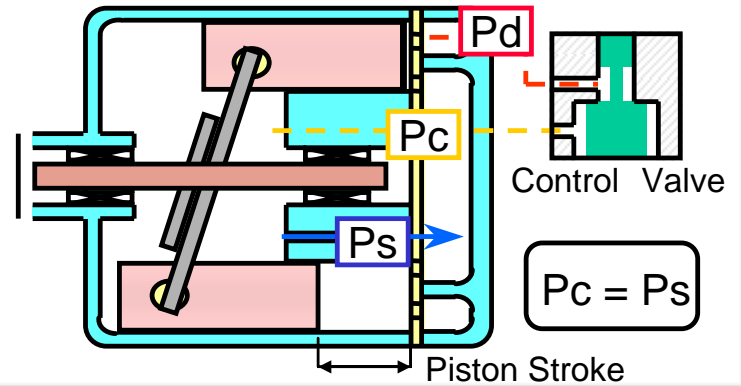 Pd
Pc
Control Valve
Ps
Pc = Ps
Piston Stroke